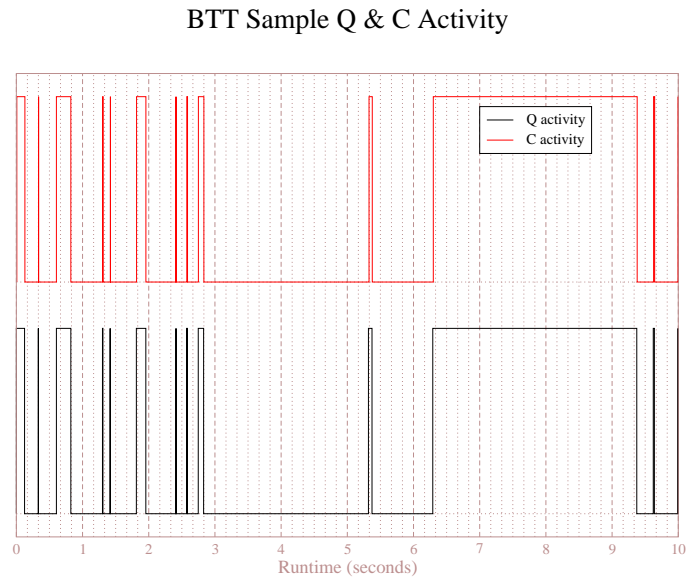 BTT Sample Q & C Activity
Q activity
C activity
0 1 2 3 4 5 6 7 8 9 10
Runtime (seconds)